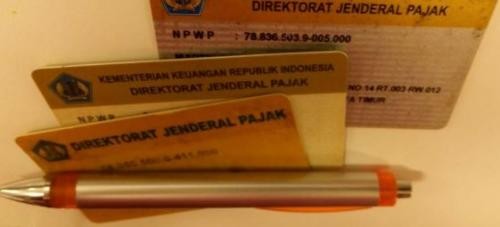 DIREKTORAT JENDERAL PAJAK
NPWP : 78.836.503.9-005.000
NO 14 RT.003 RW.012
TIMUR
KEMENTERIAN KEUANGAN REPUBLIK INDONESIA
DIREKTORAT JENDERAL PAJAK
NPWP
DIREKTORAT JENDERAL PAJAK